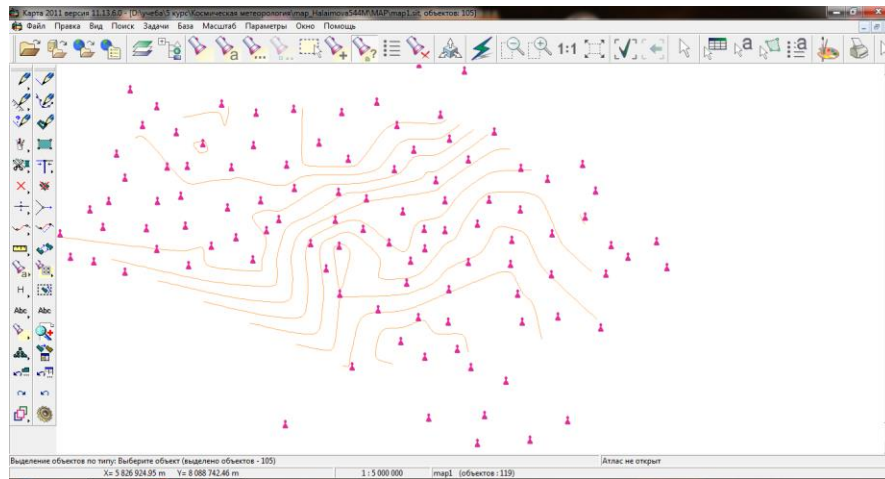 Карта 2011 версия 11.13.6.0 - [D:\учеба\5 курс\Космическая метеорология\map_Halaimova544M\MAP\map1.sit, объектов: 105]
Файл Правка Вид Поиск Задачи База Масштаб Параметры Окно Помощь
a 1:1 a a
a
H
Abc Abc
Выделение объектов по типу: Выберите объект (выделено объектов - 105) Атлас не открыт
X= 5 826 924.95 m Y= 8 088 742.46 m 1 : 5 000 000 map1 (объектов : 119)